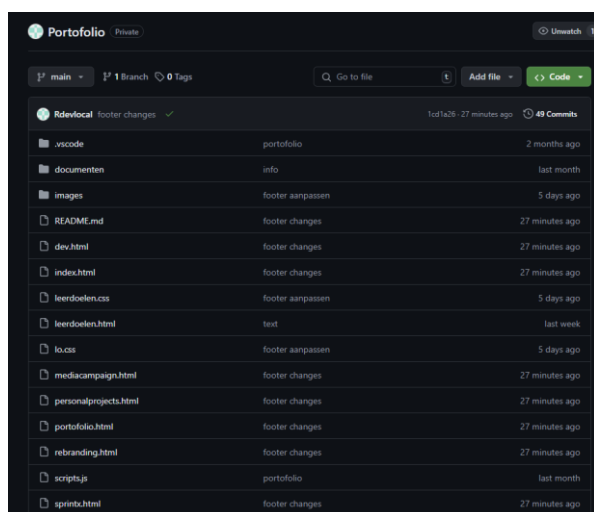 Portofolio Private Unwatch 1
main 1 Branch 0 Tags Go to file t Add file Code
Rdevlocal footer changes 1cd1a26 · 27 minutes ago 49 Commits
.vscode portofolio 2 months ago
documenten info last month
images footer aanpassen 5 days ago
README.md footer changes 27 minutes ago
dev.html footer changes 27 minutes ago
index.html footer changes 27 minutes ago
leerdoelen.css footer aanpassen 5 days ago
leerdoelen.html text last week
lo.css footer aanpassen 5 days ago
mediacampaign.html footer changes 27 minutes ago
personalprojects.html footer changes 27 minutes ago
portofolio.html footer changes 27 minutes ago
rebranding.html footer changes 27 minutes ago
scripts.js portofolio last month
sprintx.html footer changes 27 minutes ago